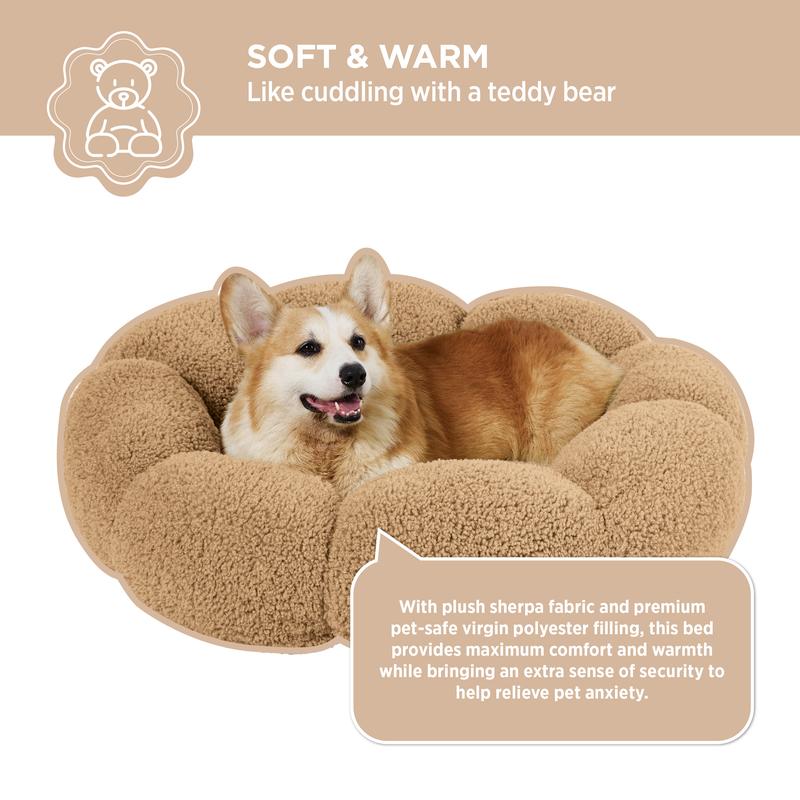 SOFT & WARM
Like cuddling with a teddy bear
With plush sherpa fabric and premium
pet-safe virgin polyester filling, this bed
provides maximum comfort and warmth
while bringing an extra sense of security to
help relieve pet anxiety.